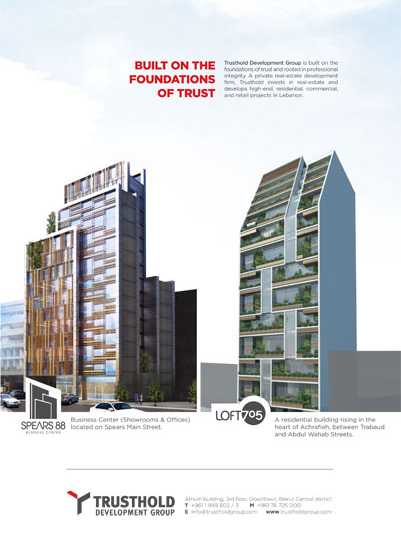 BUILT ON THE
FOUNDATIONS
OF TRUST
Trusthold Development Group is built on the
foundations of trust and rooted in professional
integrity. A private real-estate development
firm, Trusthold invests in real-estate and
develops high-end, residential, commercial,
and retail projects in Lebanon.
SPEARS 88
BUSINESS CENTER
Business Center (Showrooms & Offices)
located on Spears Main Street.
LOFT705
A residential building rising in the
heart of Achrafieh, between Trabaud
and Abdul Wahab Streets.
TRUSTHOLD
DEVELOPMENT GROUP
Atrium building, 3rd floor, Downtown, Beirut Central district
T +961 1 999 802 / 3 M +961 76 725 000
E info@trustholdgroup.com www.trustholdgroup.com